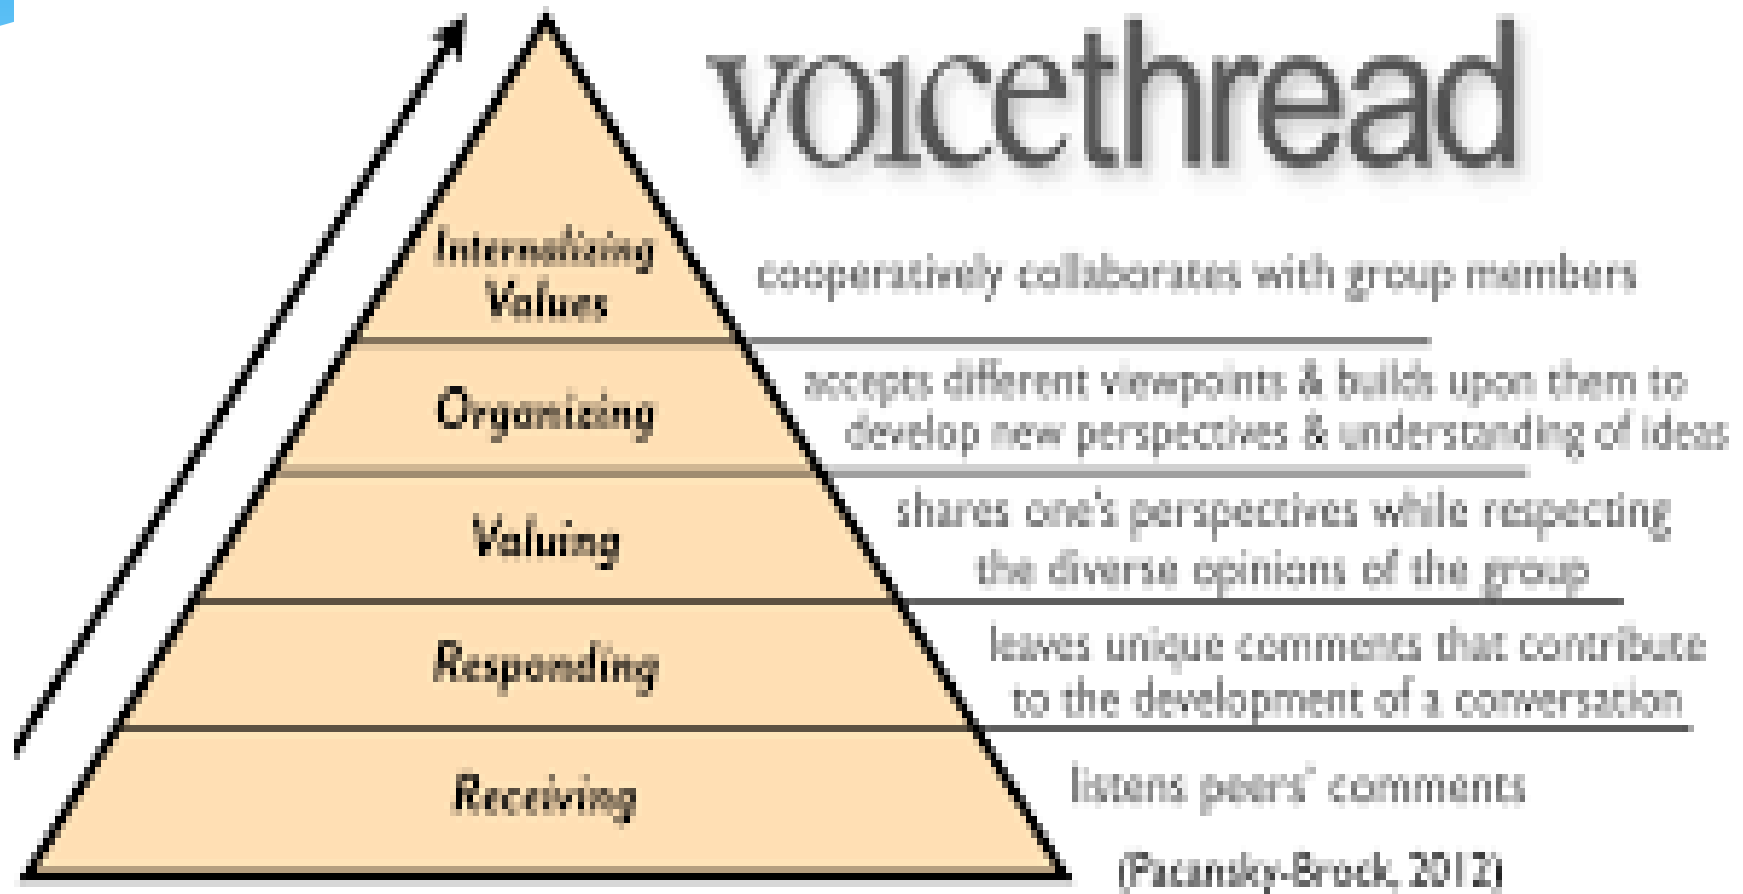 voicethread
Internalizing
Values
cooperatively collaborates with group members
Organizing
accepts different viewpoints & builds upon them to
develop new perspectives & understanding of ideas
Valuing
shares one's perspectives while respecting
the diverse opinions of the group
Responding
leaves unique comments that contribute
to the development of a conversation
Receiving
listens peers' comments
(Pacansky-Brock, 2012)